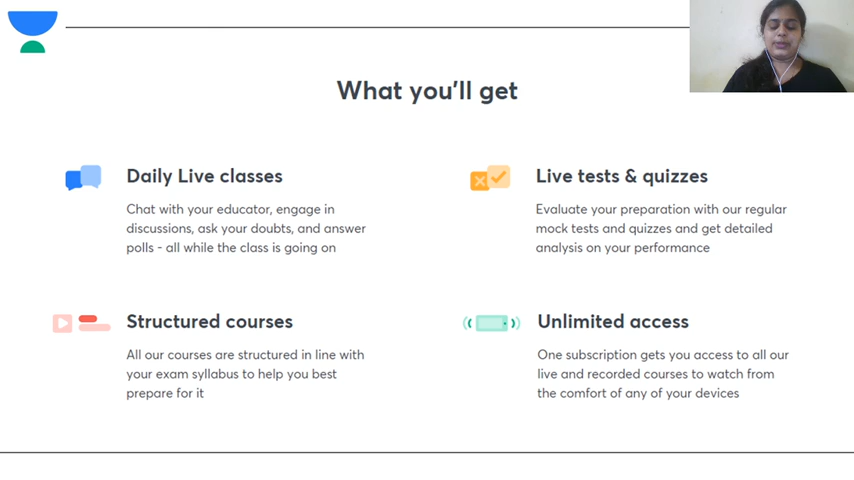 What you'll get
Daily Live classes
Chat with your educator, engage in
discussions, ask your doubts, and answer
polls - all while the class is going on
Live tests & quizzes
Evaluate your preparation with our regular
mock tests and quizzes and get detailed
analysis on your performance
Structured courses
All our courses are structured in line with
your exam syllabus to help you best
prepare for it
Unlimited access
One subscription gets you access to all our
live and recorded courses to watch from
the comfort of any of your devices